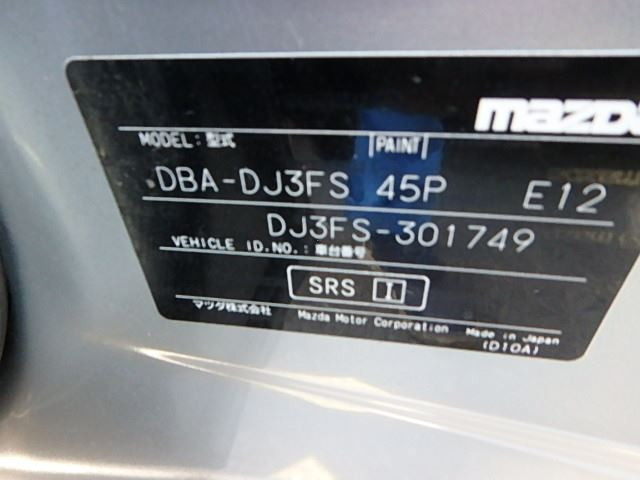 mazda
MODEL:型式 PAINT
DBA-DJ3FS 45P E12
DJ3FS-301749
VEHICLE ID.NO.:車台番号
SRS I
マツダ株式会社 Mazda Motor Corporation Made in Japan
(D10A)